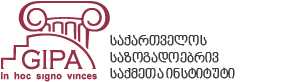 GIPA
In hoc signo vinces
საქართველოს
საზოგადოებრივ
საქმეთა ინსტიტუტი